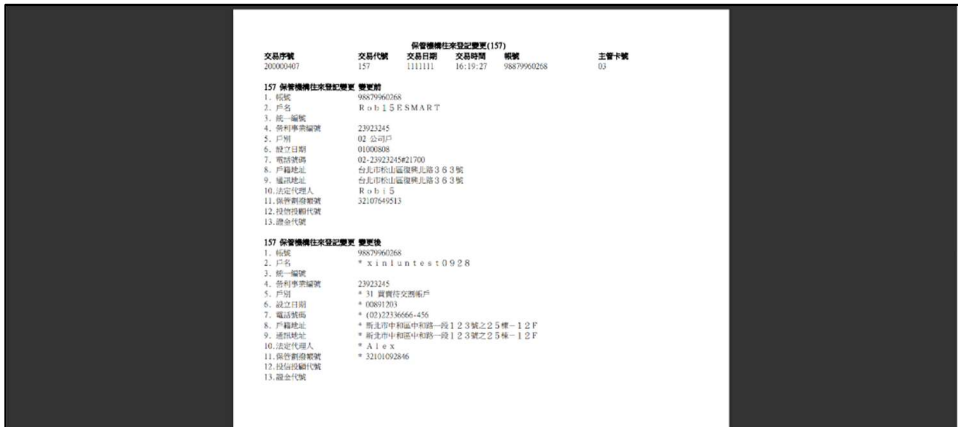 保管機構往來登記變更(157)
交易序號 交易代號 交易日期 交易時間 帳號 主管卡號
200000407 157 1111111 16:19:27 98879960268 03
157 保管機構往來登記變更 變更前
1. 帳號 98879960268
2. 戶名 Rob15ESMART
3. 統一編號
4. 營利事業編號 23923245
5. 戶別 02 公司戶
6. 設立日期 01000808
7. 電話號碼 02-23923245#21700
8. 戶籍地址 台北市松山區復興北路363號
9. 通訊地址 台北市松山區復興北路363號
10.法定代理人 Robi5
11.保管劃撥帳號 32107649513
12.投信投顧代號
13.證金代號
157 保管機構往來登記變更 變更後
1. 帳號 98879960268
2. 戶名 * xinluntest0928
3. 統一編號
4. 營利事業編號 23923245
5. 戶別 * 31 買賣待交割帳戶
6. 設立日期 * 00891203
7. 電話號碼 * (02)22336666-456
8. 戶籍地址 * 新北市中和區中和路一段123號之25樓-12F
9. 通訊地址 * 新北市中和區中和路一段123號之25樓-12F
10.法定代理人 * Alex
11.保管劃撥帳號 * 32101092846
12.投信投顧代號
13.證金代號